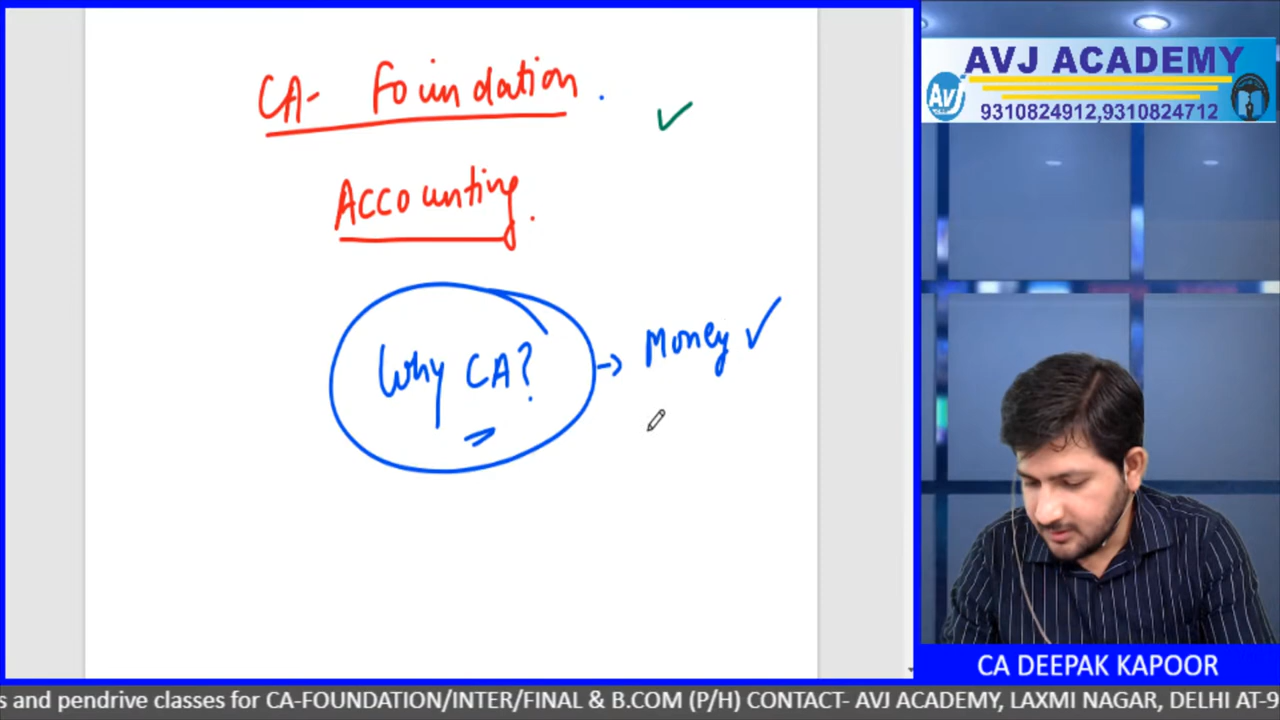 CA- Foundation.
Accounting.
Why CA? → Money ✓
AVJ ACADEMY
AVJ
9310824912,9310824712
CA DEEPAK KAPOOR
s and pendrive classes for CA-FOUNDATION/INTER/FINAL & B.COM (P/H) CONTACT- AVJ ACADEMY, LAXMI NAGAR, DELHI AT-9